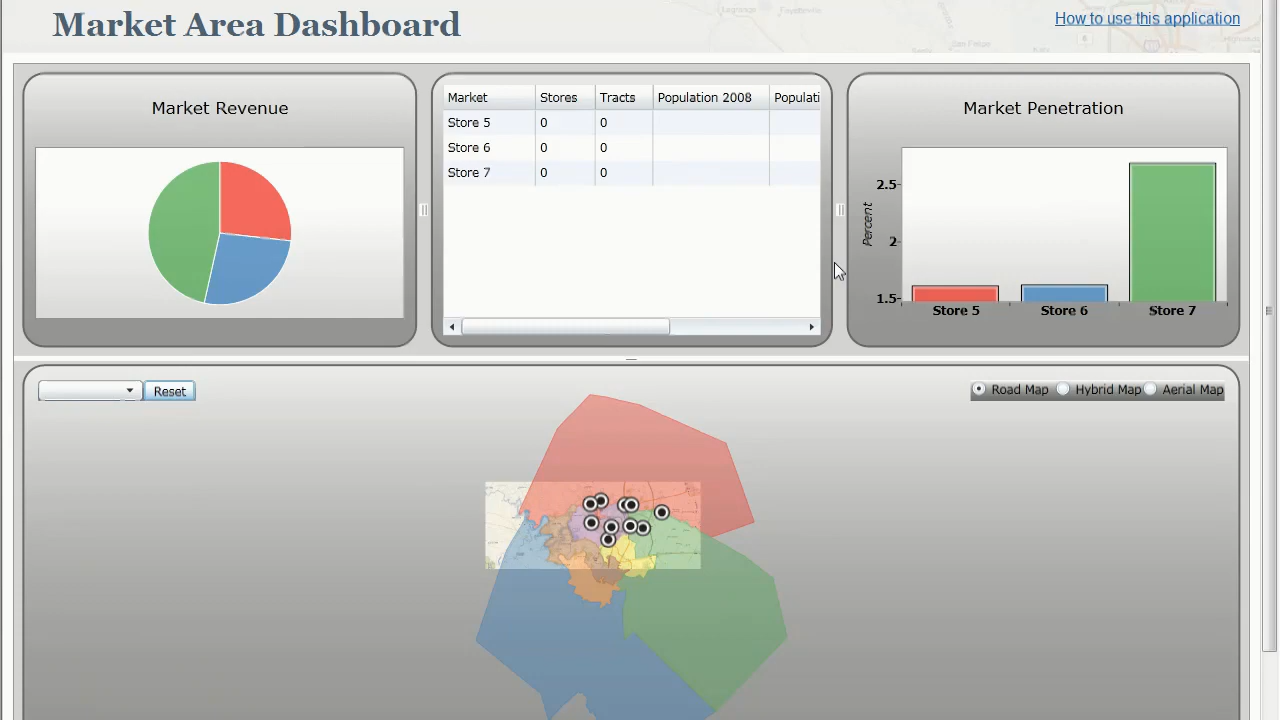 Market Area Dashboard
How to use this application
Market Revenue
Market Stores Tracts Population 2008 Populati
Store 5 0 0
Store 6 0 0
Store 7 0 0
Market Penetration
Percent
2.5
2
1.5
Store 5 Store 6 Store 7
Reset
Road Map Hybrid Map Aerial Map